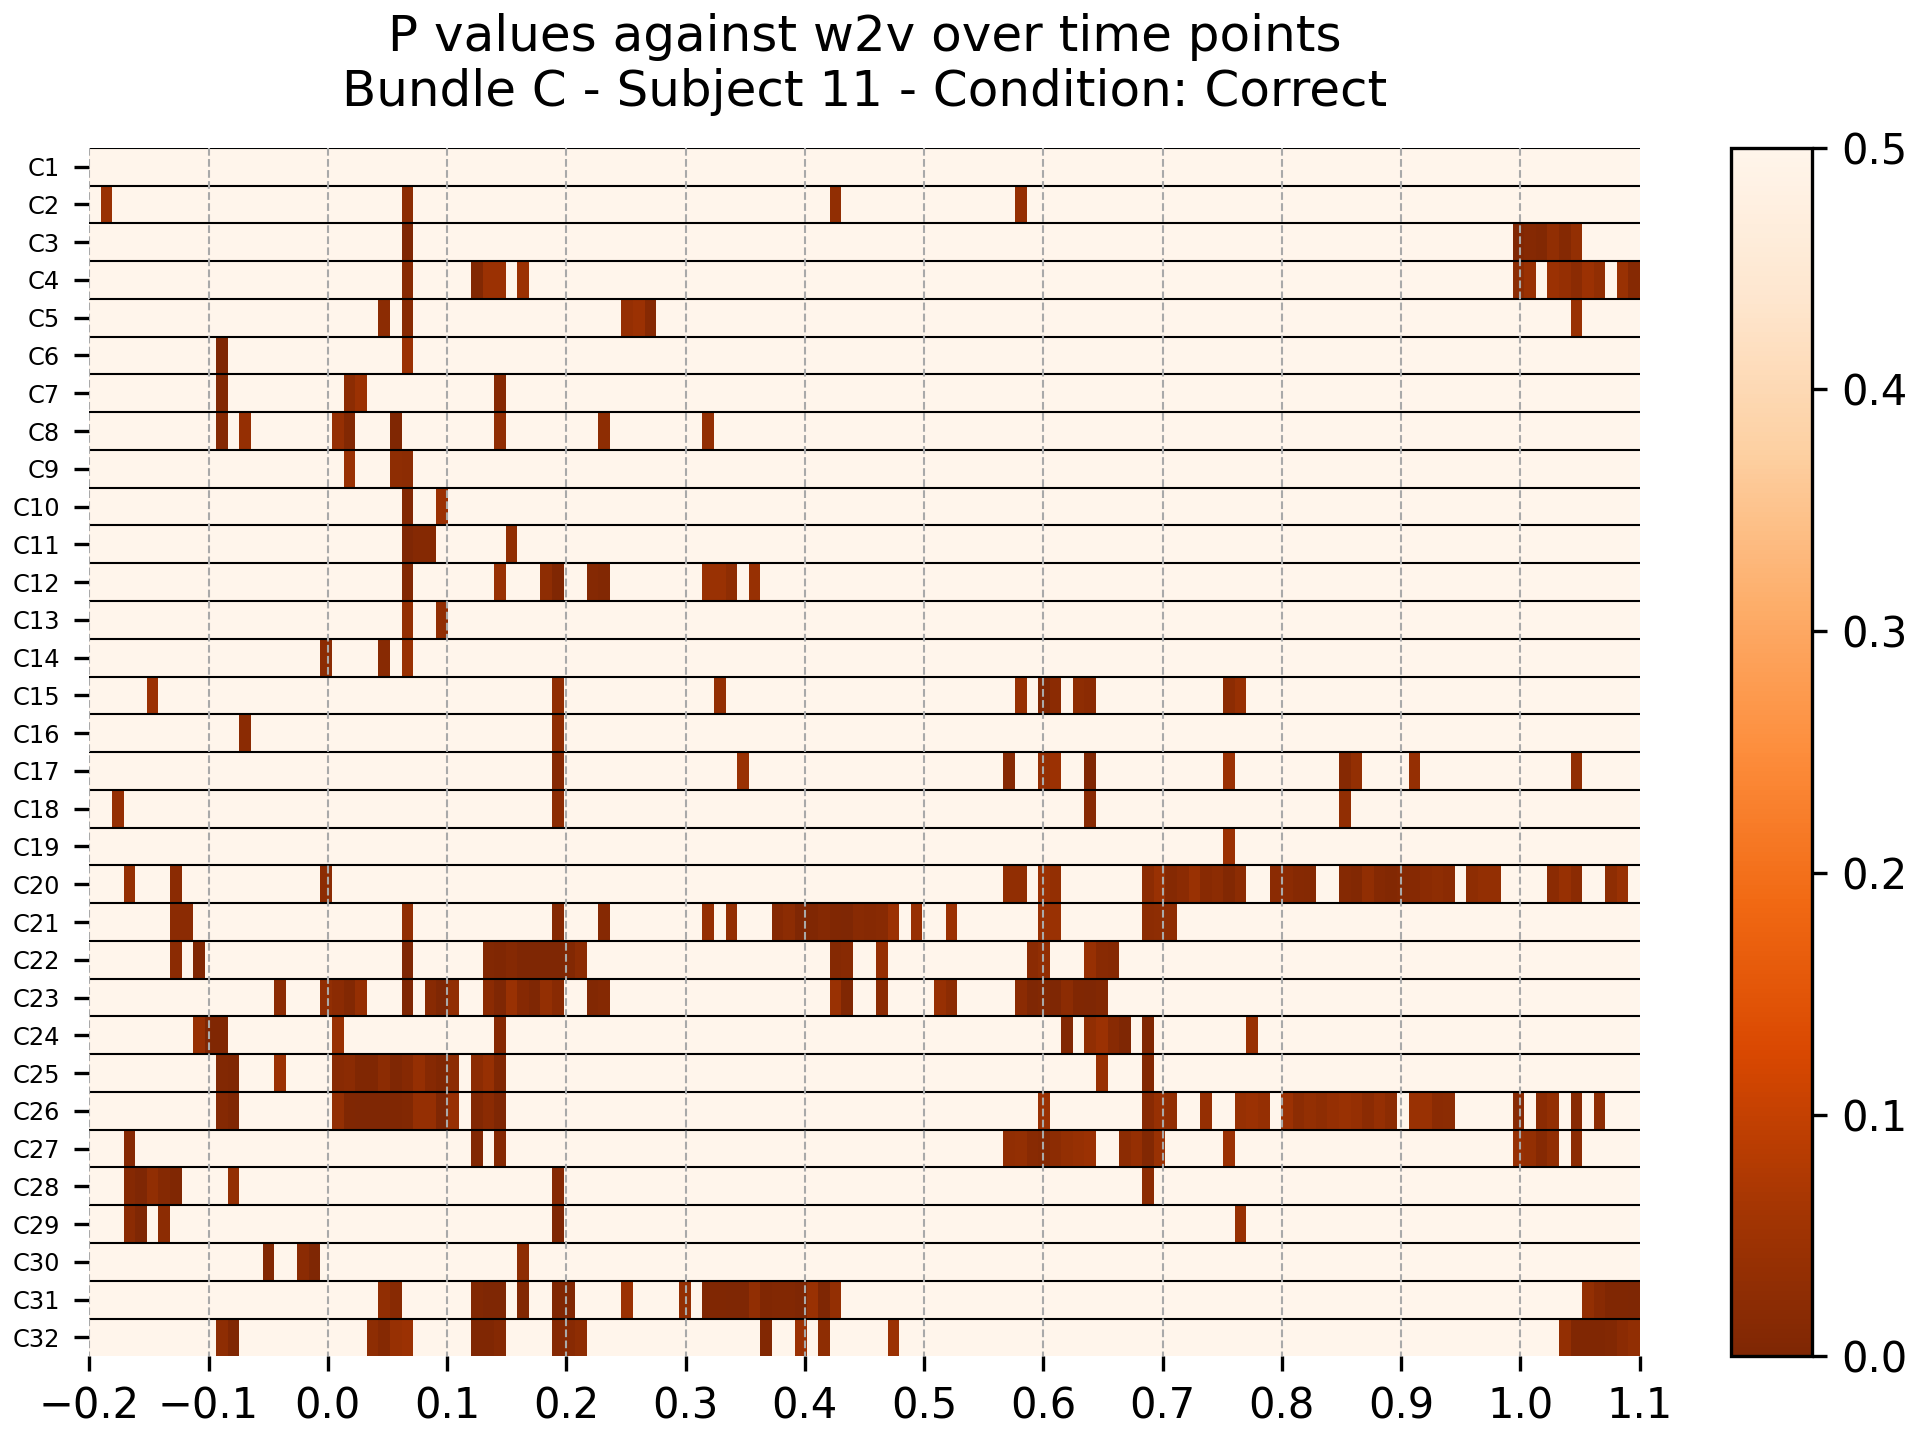 P values against w2v over time points
Bundle C - Subject 11 - Condition: Correct
C1
C2
C3
C4
C5
C6
C7
C8
C9
C10
C11
C12
C13
C14
C15
C16
C17
C18
C19
C20
C21
C22
C23
C24
C25
C26
C27
C28
C29
C30
C31
C32
−0.2 −0.1 0.0 0.1 0.2 0.3 0.4 0.5 0.6 0.7 0.8 0.9 1.0 1.1
0.5
0.4
0.3
0.2
0.1
0.0